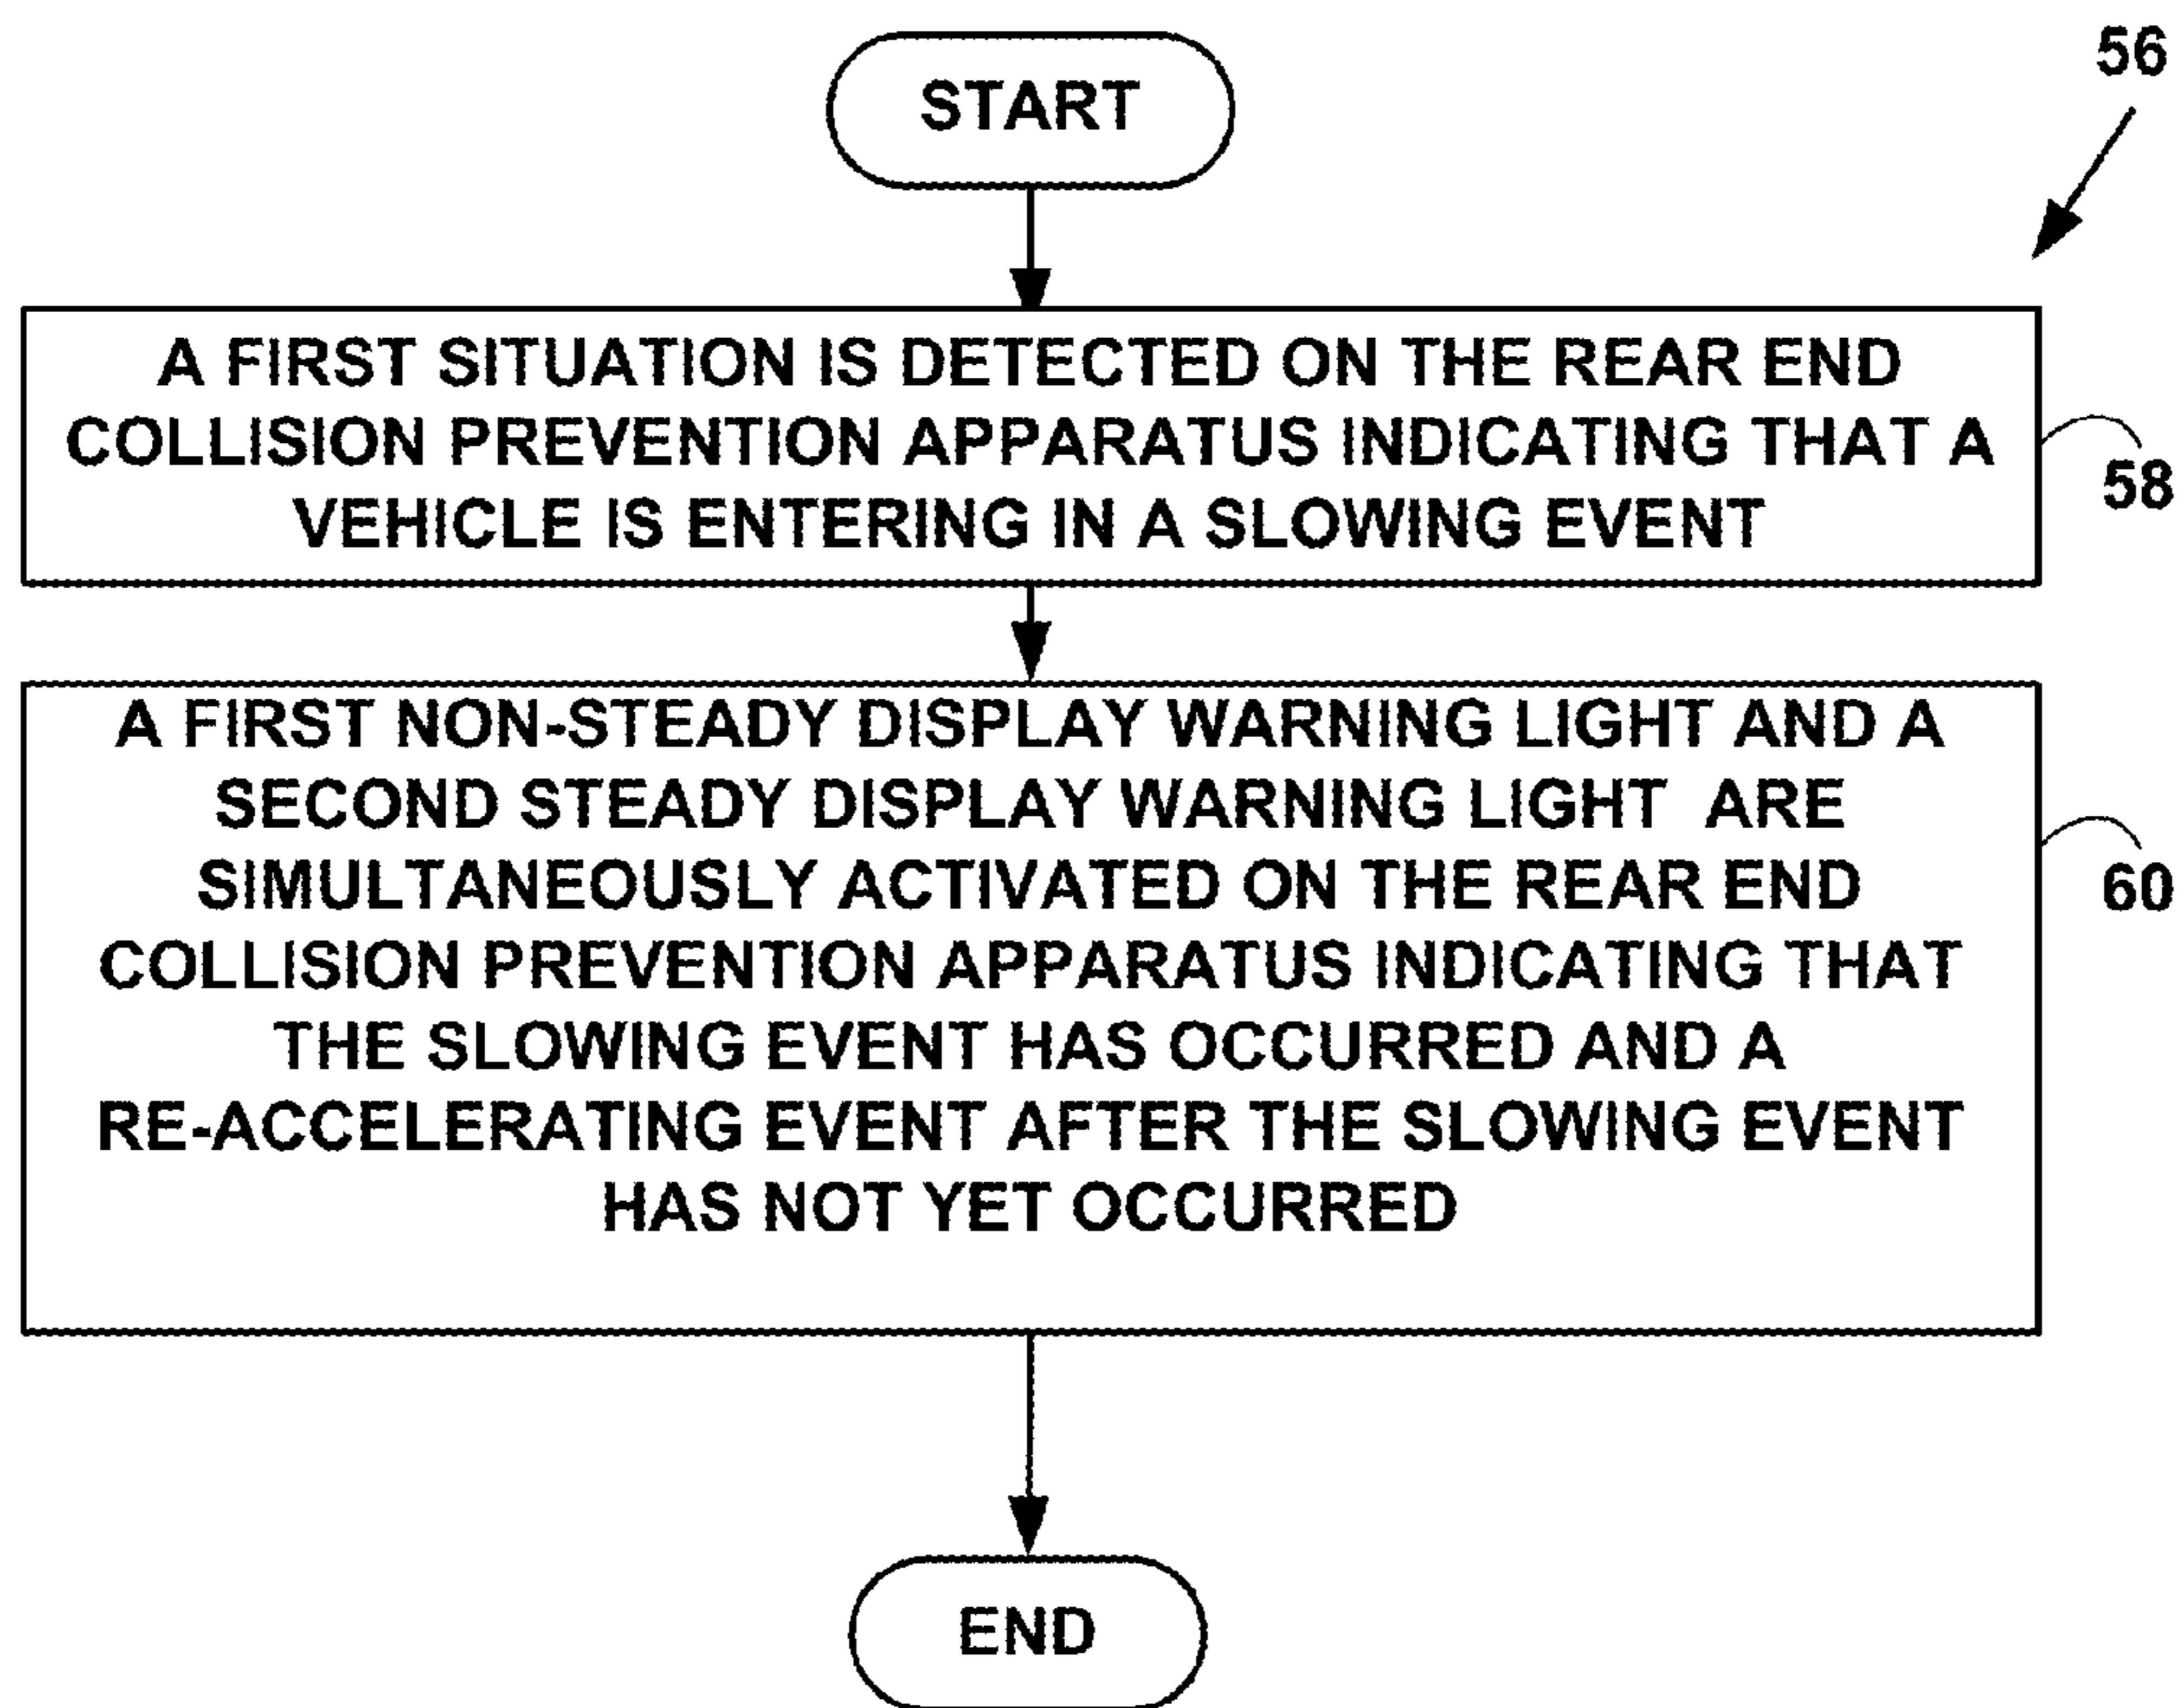 START
56
A FIRST SITUATION IS DETECTED ON THE REAR END
COLLISION PREVENTION APPARATUS INDICATING THAT A
VEHICLE IS ENTERING IN A SLOWING EVENT
58
A FIRST NON-STEADY DISPLAY WARNING LIGHT AND A
SECOND STEADY DISPLAY WARNING LIGHT ARE
SIMULTANEOUSLY ACTIVATED ON THE REAR END
COLLISION PREVENTION APPARATUS INDICATING THAT
THE SLOWING EVENT HAS OCCURRED AND A
RE-ACCELERATING EVENT AFTER THE SLOWING EVENT
HAS NOT YET OCCURRED
60
END